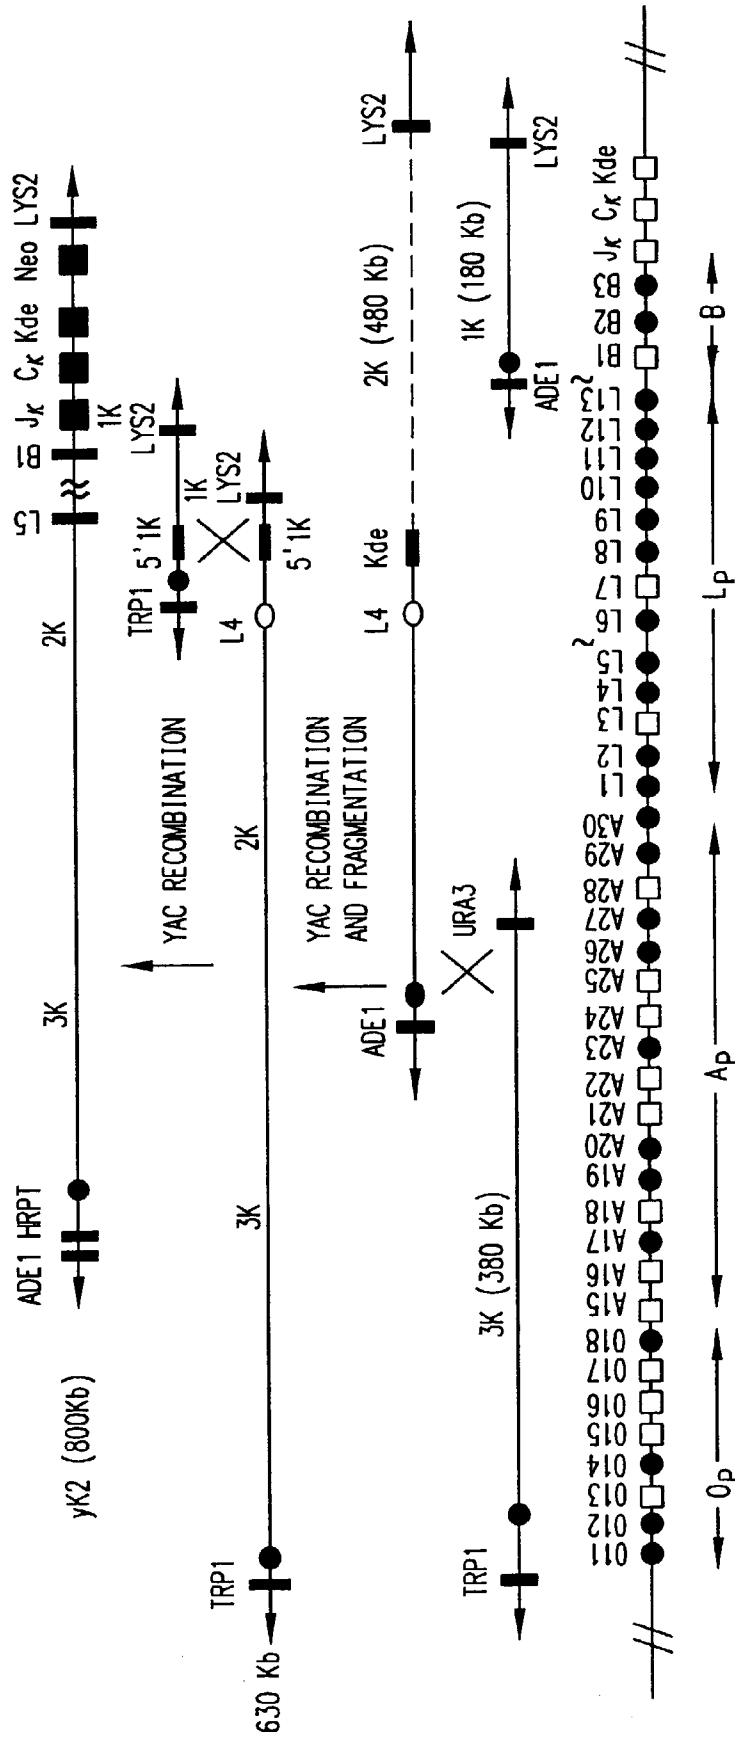 yK2 (800Kb)
ADE1 HRPT
3K
2K
L5
B1
Jκ Cκ Kde Neo LYS2
YAC RECOMBINATION
TRP1
5'1K
1K
LYS2
630 Kb
TRP1
3K
2K
L4
5'1K
1K
LYS2
YAC RECOMBINATION
AND FRAGMENTATION
ADE1
L4
Kde
2K (480 Kb)
LYS2
TRP1
3K (380 Kb)
URA3
ADE1
1K (180 Kb)
LYS2
O11 O12 O13 O14 O15 O16 O17 O18 A15 A16 A17 A18 A19 A20 A21 A22 A23 A24 A25 A26 A27 A28 A29 A30 L1 L2 L3 L4 L5 L6 L7 L8 L9 L10 L11 L12 L13 B1 B2 B3 Jκ Cκ Kde
Op Ap Lp B